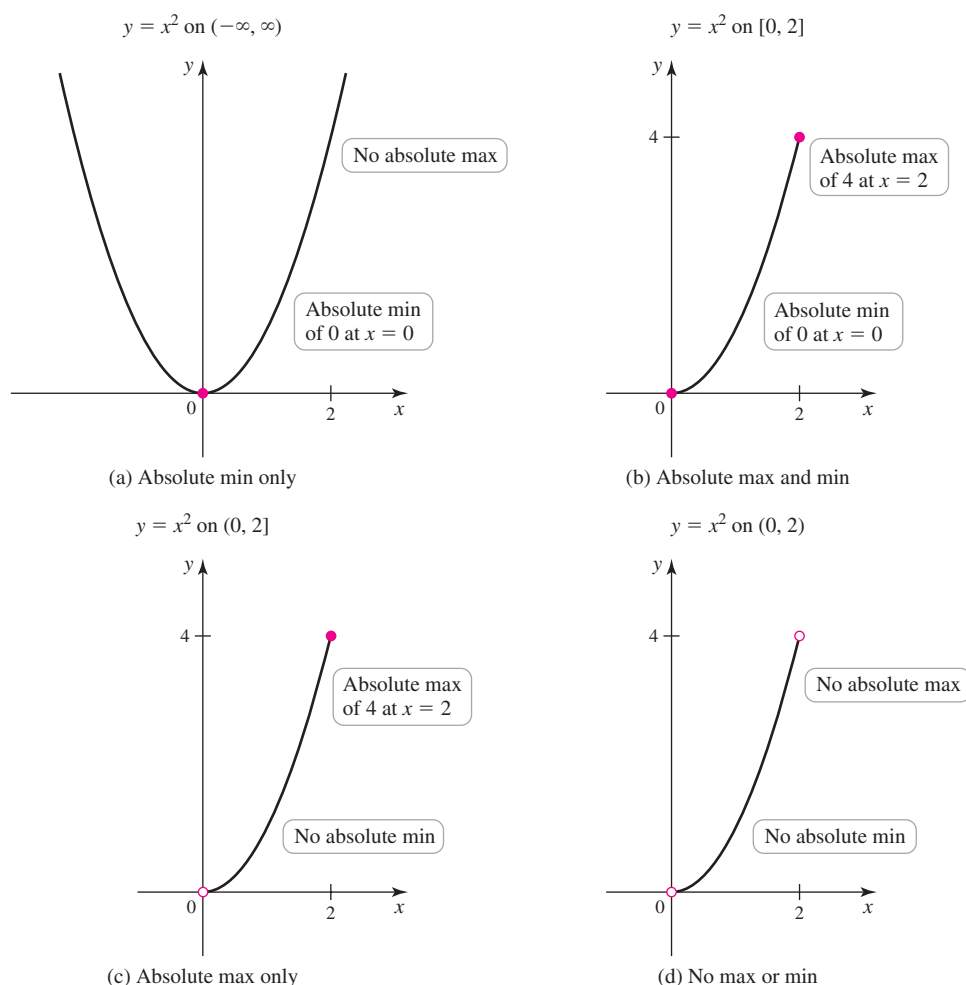 y = x² on (−∞, ∞)
y
No absolute max
Absolute min
of 0 at x = 0
0
2
x
(a) Absolute min only
y = x² on [0, 2]
y
4
Absolute max
of 4 at x = 2
Absolute min
of 0 at x = 0
0
2
x
(b) Absolute max and min
y = x² on (0, 2]
y
4
Absolute max
of 4 at x = 2
No absolute min
0
2
x
(c) Absolute max only
y = x² on (0, 2)
y
4
No absolute max
No absolute min
0
2
x
(d) No max or min